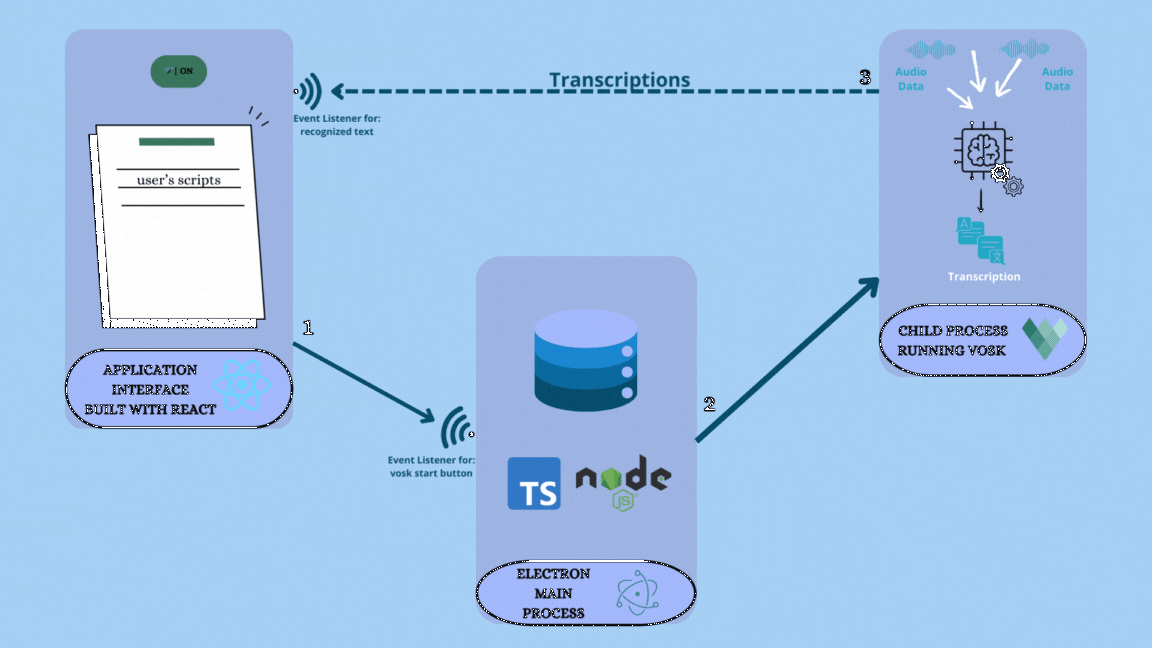 | ON
user's scripts
APPLICATION
INTERFACE
BUILT WITH REACT
Event Listener for:
recognized text
Transcriptions
1
Event Listener for:
vosk start button
TS
node
JS
ELECTRON
MAIN
PROCESS
2
3
Audio
Data
Audio
Data
A
文
Transcription
CHILD PROCESS
RUNNING VOSK